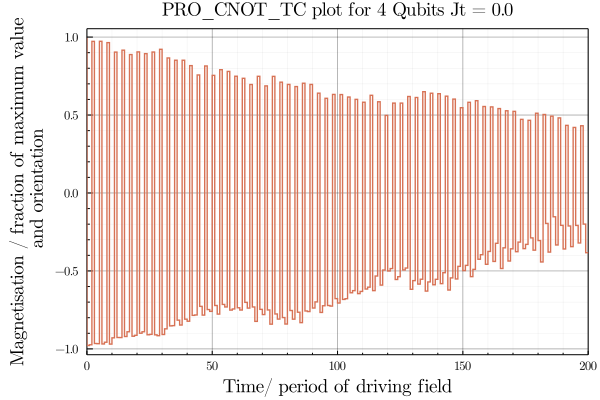 PRO_CNOT_TC plot for 4 Qubits Jt = 0.0
Magnetisation / fraction of maximum value
and orientation
1.0
0.5
0.0
−0.5
−1.0
0 50 100 150 200
Time/ period of driving field